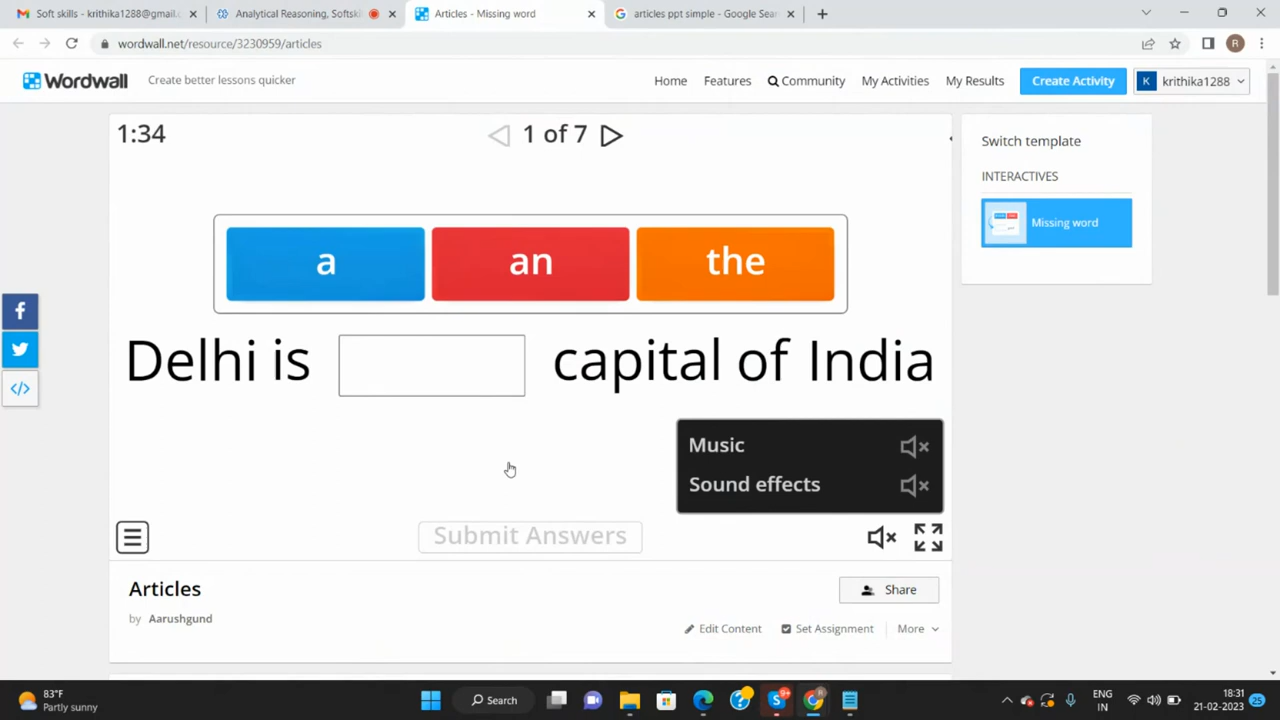 Soft skills - krithika1288@gmail.c
Analytical Reasoning, Softskil
Articles - Missing word
articles ppt simple - Google Sear
wordwall.net/resource/3230959/articles
R
Wordwall
Create better lessons quicker
Home
Features
Community
My Activities
My Results
Create Activity
K krithika1288
1:34
1 of 7
Switch template
INTERACTIVES
Missing word
a
an
the
Delhi is capital of India
Music
Sound effects
Submit Answers
Articles
Share
by Aarushgund
Edit Content
Set Assignment
More
83°F
Partly sunny
Search
ENG
IN
18:31
21-02-2023